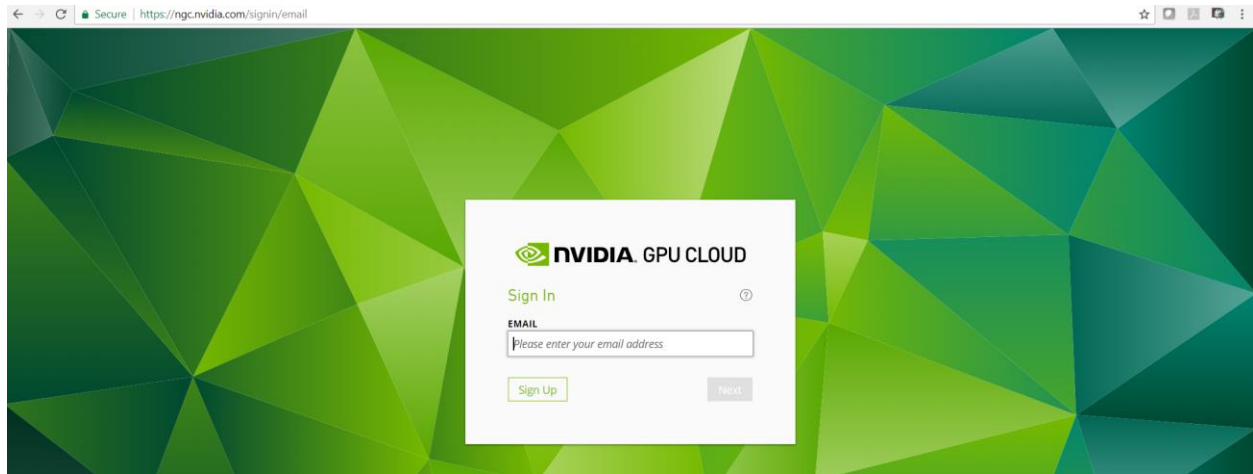 Secure | https://ngc.nvidia.com/signin/email
NVIDIA. GPU CLOUD
Sign In
?
EMAIL
Please enter your email address
Sign Up Next